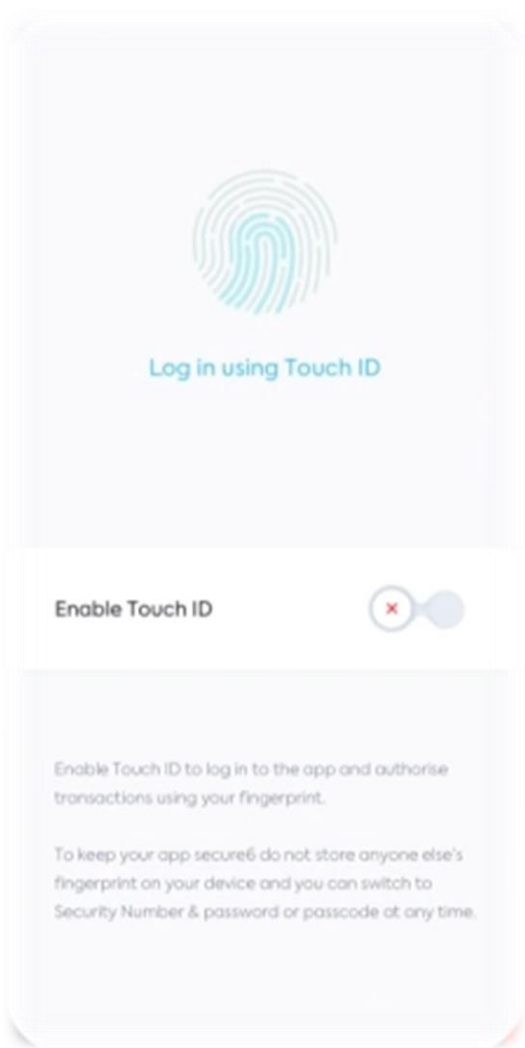 Log in using Touch ID
Enable Touch ID
Enable Touch ID to log in to the app and authorise
transactions using your fingerprint.
To keep your app secure6 do not store anyone else's
fingerprint on your device and you can switch to
Security Number & password or passcode at any time.